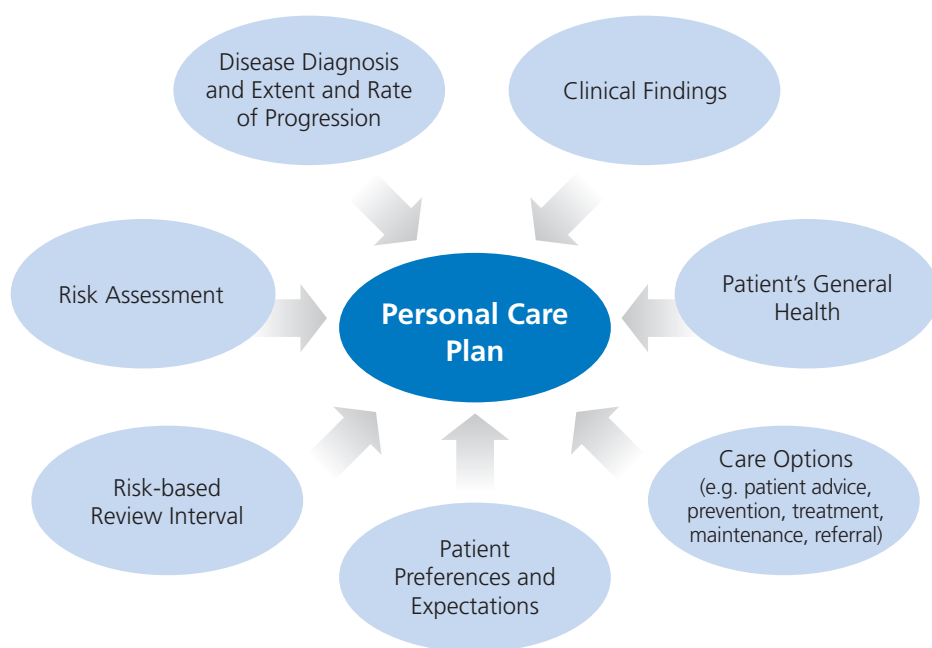 Disease Diagnosis
and Extent and Rate
of Progression
Clinical Findings
Risk Assessment
Personal Care
Plan
Patient’s General
Health
Risk-based
Review Interval
Patient
Preferences and
Expectations
Care Options
(e.g. patient advice,
prevention, treatment,
maintenance, referral)